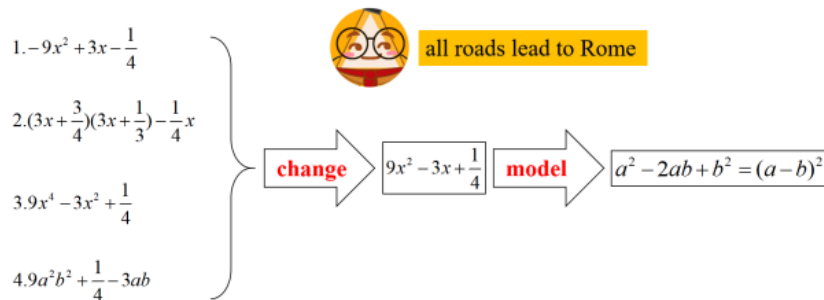 all roads lead to Rome
1.-9x² + 3x - 1/4
2.(3x + 3/4)(3x + 1/3) - 1/4 x
change
9x² - 3x + 1/4
model
a² - 2ab + b² = (a - b)²
3.9x⁴ - 3x² + 1/4
4.9a²b² + 1/4 - 3ab